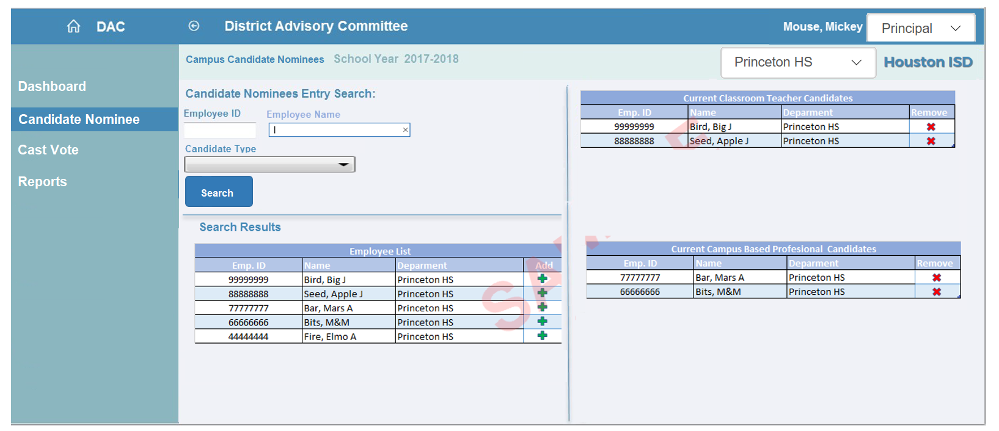 DAC
District Advisory Committee
Mouse, Mickey
Principal
Campus Candidate Nominees School Year 2017-2018
Princeton HS
Houston ISD
Dashboard
Candidate Nominee
Cast Vote
Reports
Candidate Nominees Entry Search:
Employee ID Employee Name
Candidate Type
Search
Search Results
Employee List
Emp. ID Name Deparment Add
99999999 Bird, Big J Princeton HS
88888888 Seed, Apple J Princeton HS
77777777 Bar, Mars A Princeton HS
66666666 Bits, M&M Princeton HS
44444444 Fire, Elmo A Princeton HS
Current Classroom Teacher Candidates
Emp. ID Name Deparment Remove
99999999 Bird, Big J Princeton HS
88888888 Seed, Apple J Princeton HS
Current Campus Based Profesional Candidates
Emp. ID Name Deparment Remove
77777777 Bar, Mars A Princeton HS
66666666 Bits, M&M Princeton HS